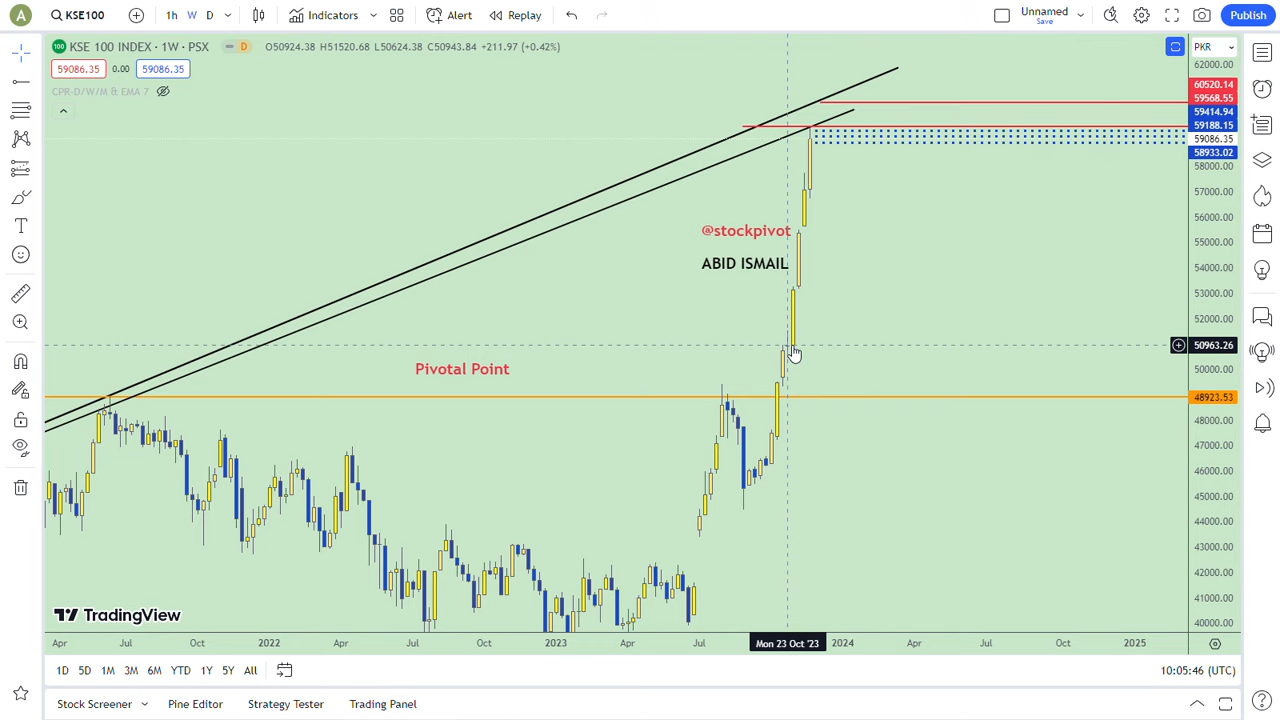 A KSE100 1h W D Indicators Alert Replay Unnamed Publish
Save
100 KSE 100 INDEX · 1W · PSX D O50924.38 H51520.68 L50624.38 C50943.84 +211.97 (+0.42%) PKR
59086.35 0.00 59086.35
CPR-D/W/M & EMA 7
62000.00
60520.14
59568.55
59414.94
59188.15
59086.35
58933.02
58000.00
57000.00
56000.00
55000.00
54000.00
53000.00
52000.00
50963.26
50000.00
48923.53
48000.00
47000.00
46000.00
45000.00
44000.00
43000.00
42000.00
41000.00
40000.00
@stockpivot
ABID ISMAIL
Pivotal Point
TradingView
Apr Jul Oct 2022 Apr Jul Oct 2023 Apr Jul Mon 23 Oct '23 2024 Apr Jul Oct 2025
1D 5D 1M 3M 6M YTD 1Y 5Y All 10:05:46 (UTC)
Stock Screener Pine Editor Strategy Tester Trading Panel